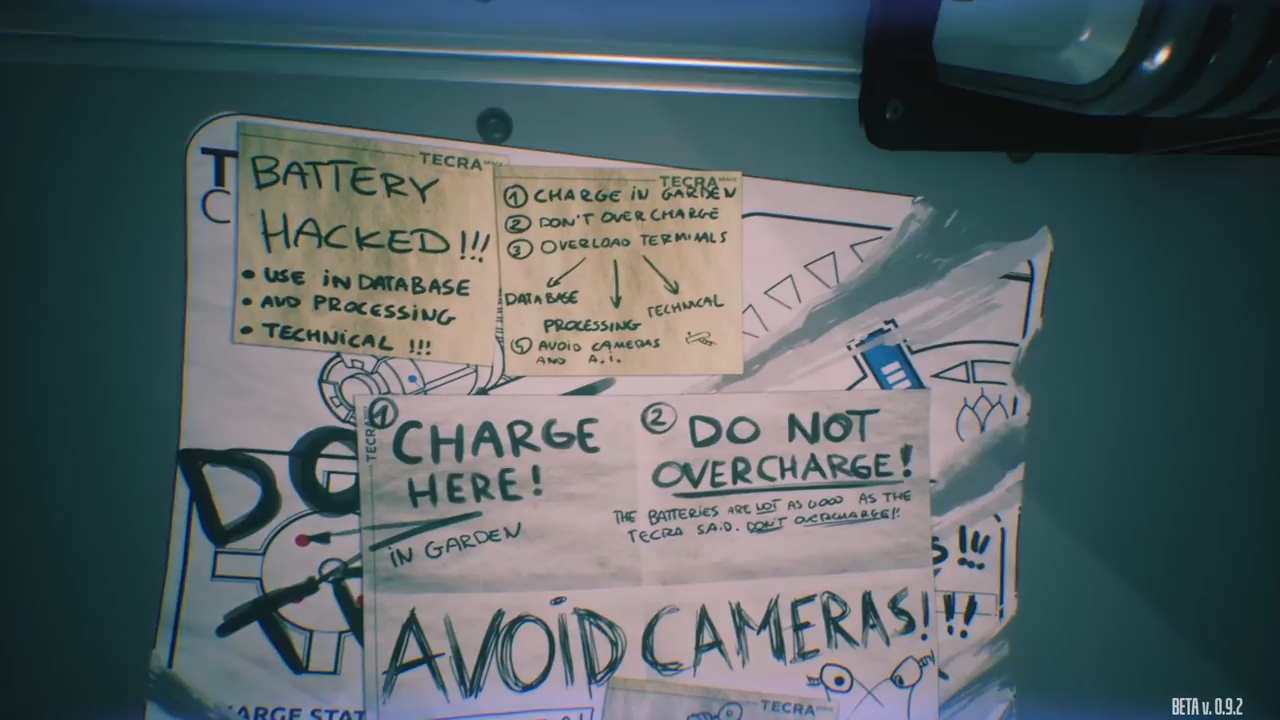 TECRA
BATTERY
HACKED!!!
• USE IN DATABASE
• AND PROCESSING
• TECHNICAL !!!
TECRA
① CHARGE IN GARDEN
② DON'T OVERCHARGE
③ OVERLOAD TERMINALS
DATABASE
PROCESSING
TECHNICAL
AVOID CAMERAS
AND A.I.
TECRA
① CHARGE
HERE!
IN GARDEN
② DO NOT
OVERCHARGE!
THE BATTERIES ARE NOT AS GOOD AS THE
TECRA SAID. DONT OVERCHARGE!!
AVOID CAMERAS!!!
TECRA
BETA v. 0.9.2